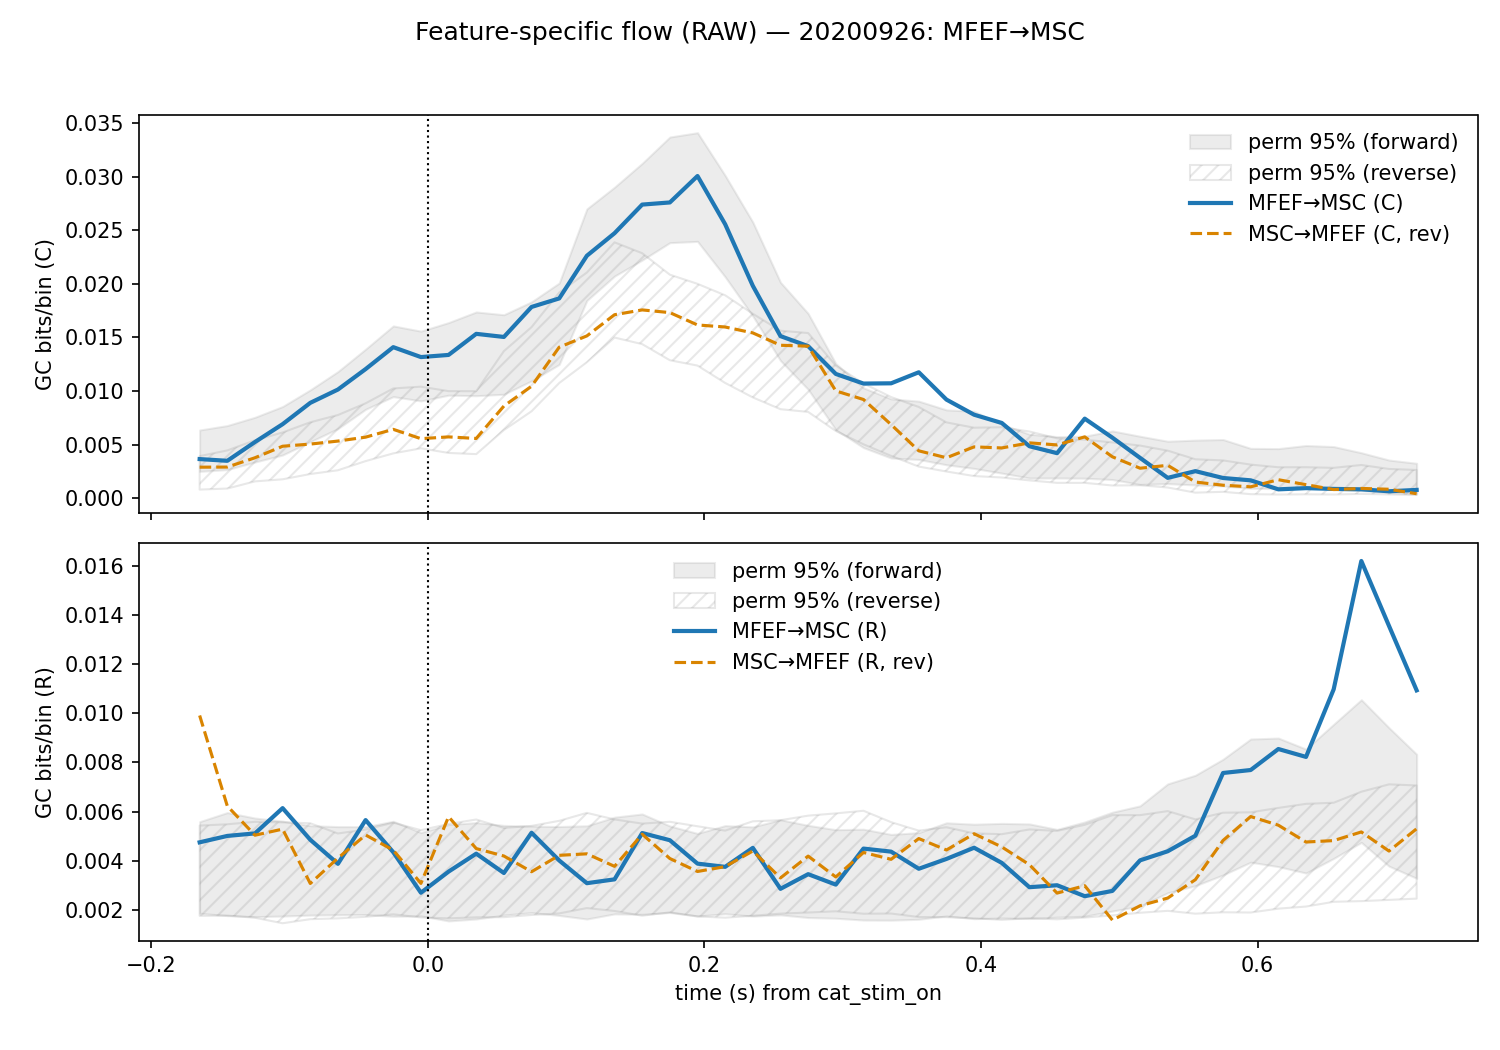 Feature-specific flow (RAW) — 20200926: MFEF→MSC
GC bits/bin (C)
0.035
0.030
0.025
0.020
0.015
0.010
0.005
0.000
perm 95% (forward)
perm 95% (reverse)
MFEF→MSC (C)
MSC→MFEF (C, rev)
GC bits/bin (R)
0.016
0.014
0.012
0.010
0.008
0.006
0.004
0.002
perm 95% (forward)
perm 95% (reverse)
MFEF→MSC (R)
MSC→MFEF (R, rev)
−0.2 0.0 0.2 0.4 0.6
time (s) from cat_stim_on